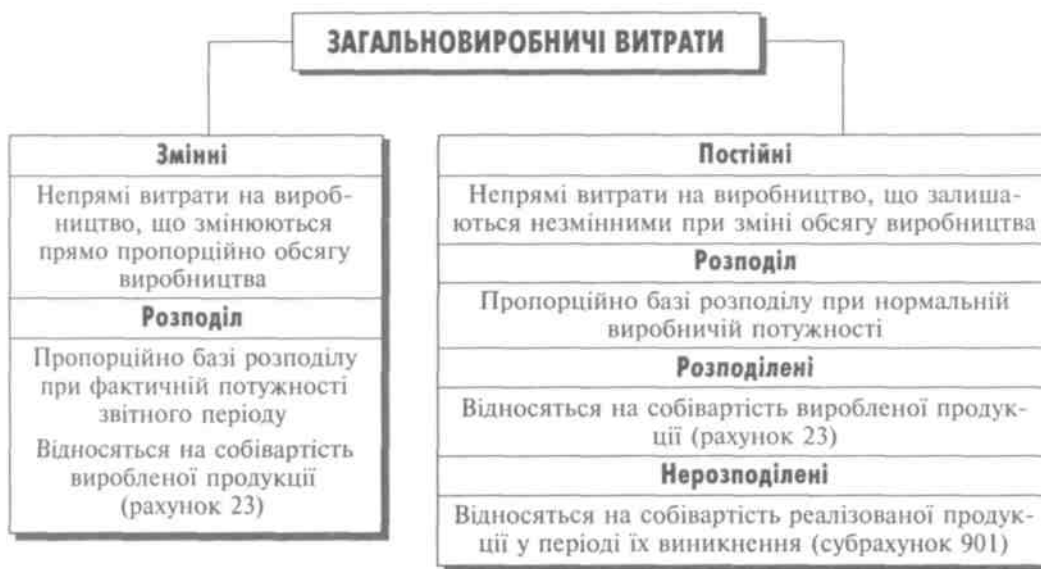 ЗАГАЛЬНОВИРОБНИЧІ ВИТРАТИ
Змінні
Непрямі витрати на вироб-
ництво, що змінюються
прямо пропорційно обсягу
виробництва
Розподіл
Пропорційно базі розподілу
при фактичній потужності
звітного періоду
Відносяться на собівартість
виробленої продукції
(рахунок 23)
Постійні
Непрямі витрати на виробництво, що залиша-
ються незмінними при зміні обсягу виробництва
Розподіл
Пропорційно базі розподілу при нормальній
виробничій потужності
Розподілені
Відносяться на собівартість виробленої продук-
ції (рахунок 23)
Нерозподілені
Відносяться на собівартість реалізованої продук-
ції у періоді їх виникнення (субрахунок 901)